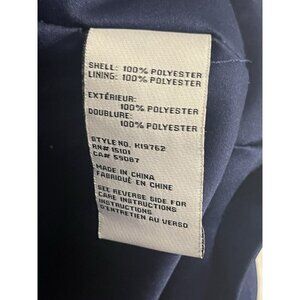 SHELL: 100% POLYESTER
LINING: 100% POLYESTER
EXTÉRIEUR:
100% POLYESTER
DOUBLURE:
100% POLYESTER
STYLE NO. K19762
RN# 15101
CA# 59087
MADE IN CHINA
FABRIQUÉ EN CHINE
SEE REVERSE SIDE FOR
CARE INSTRUCTIONS
INSTRUCTIONS
D'ENTRETIEN AU VERSO